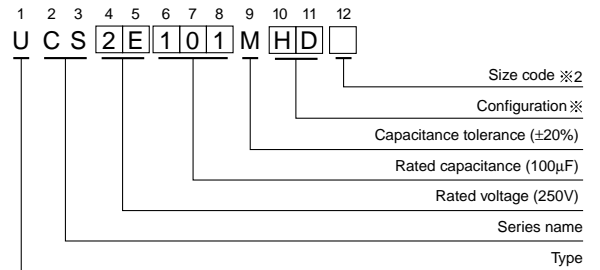 1 2 3 4 5 6 7 8 9 10 11 12
U C S 2 E 1 0 1 M H D
Size code ※2
Configuration※
Capacitance tolerance (±20%)
Rated capacitance (100µF)
Rated voltage (250V)
Series name
Type